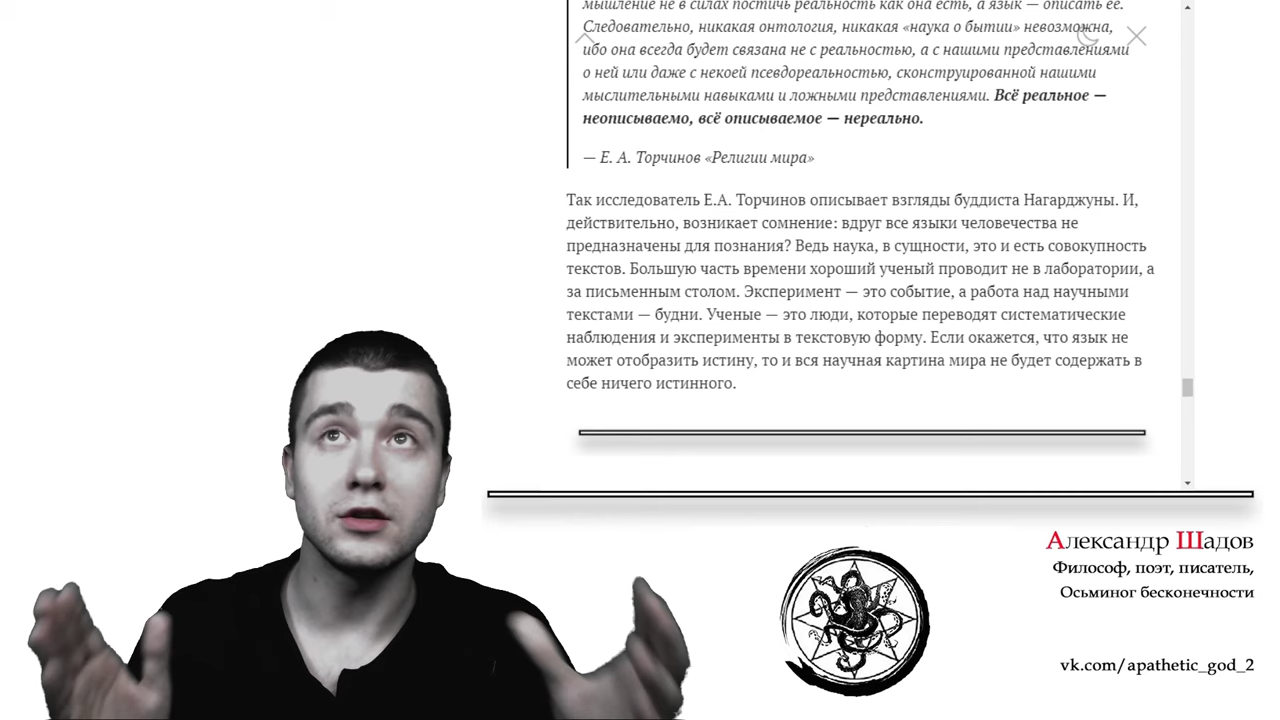 мышление не в силах постичь реальность как она есть, а язык — описать её.
Следовательно, никакая онтология, никакая «наука о бытии» невозможна,
ибо она всегда будет связана не с реальностью, а с нашими представлениями
о ней или даже с некоей псевдореальностью, сконструированной нашими
мыслительными навыками и ложными представлениями. Всё реальное —
неописываемо, всё описываемое — нереально.
— Е. А. Торчинов «Религии мира»
Так исследователь Е.А. Торчинов описывает взгляды буддиста Нагарджуны. И,
действительно, возникает сомнение: вдруг все языки человечества не
предназначены для познания? Ведь наука, в сущности, это и есть совокупность
текстов. Большую часть времени хороший ученый проводит не в лаборатории, а
за письменным столом. Эксперимент — это событие, а работа над научными
текстами — будни. Ученые — это люди, которые переводят систематические
наблюдения и эксперименты в текстовую форму. Если окажется, что язык не
может отобразить истину, то и вся научная картина мира не будет содержать в
себе ничего истинного.
Александр Шадов
Философ, поэт, писатель,
Осьминог бесконечности
vk.com/apathetic_god_2